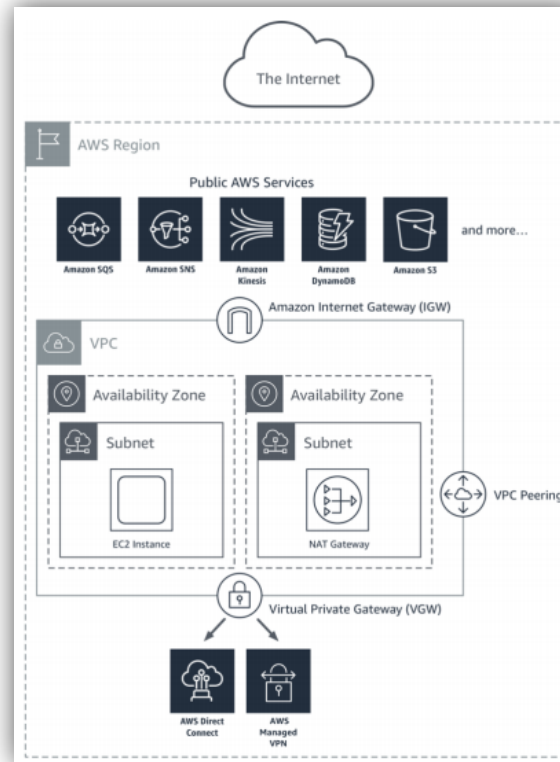 The Internet
AWS Region
Public AWS Services
Amazon SQS
Amazon SNS
Amazon
Kinesis
Amazon
DynamoDB
Amazon S3
and more...
Amazon Internet Gateway (IGW)
VPC
Availability Zone
Subnet
EC2 Instance
Availability Zone
Subnet
NAT Gateway
VPC Peering
Virtual Private Gateway (VGW)
AWS Direct
Connect
AWS
Managed
VPN